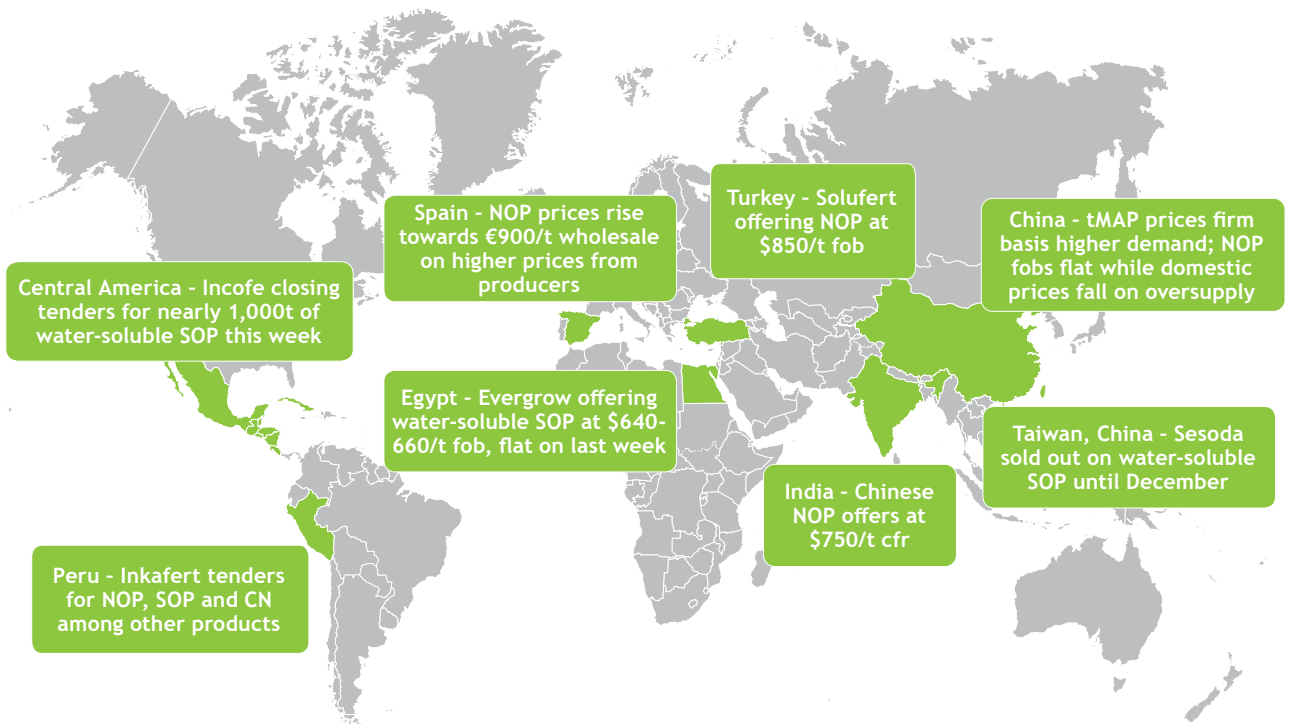 Spain - NOP prices rise
towards €900/t wholesale
on higher prices from
producers
Turkey - Solufert
offering NOP at
$850/t fob
China - tMAP prices firm
basis higher demand; NOP
fobs flat while domestic
prices fall on oversupply
Central America - Incofe closing
tenders for nearly 1,000t of
water-soluble SOP this week
Egypt - Evergrow offering
water-soluble SOP at $640-
660/t fob, flat on last week
Taiwan, China - Sesoda
sold out on water-soluble
SOP until December
India - Chinese
NOP offers at
$750/t cfr
Peru - Inkafert tenders
for NOP, SOP and CN
among other products